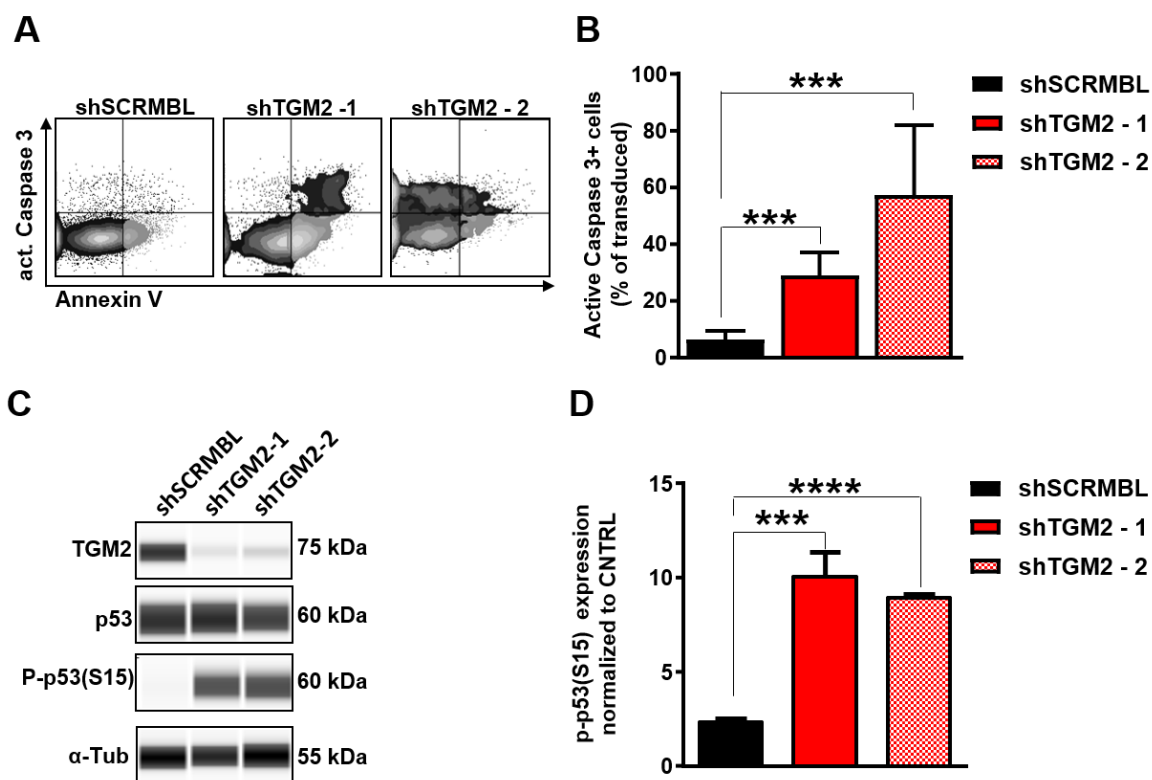 A
shSCRMBL
shTGM2 -1
shTGM2 - 2
act. Caspase 3
Annexin V
B
Active Caspase 3+ cells
(% of transduced)
100
80
60
40
20
0
***
***
shSCRMBL
shTGM2 - 1
shTGM2 - 2
C
shSCRMBL
shTGM2-1
shTGM2-2
TGM2
75 kDa
p53
60 kDa
P-p53(S15)
60 kDa
α-Tub
55 kDa
D
p-p53(S15) expression
normalized to CNTRL
15
10
5
0
****
***
shSCRMBL
shTGM2 - 1
shTGM2 - 2